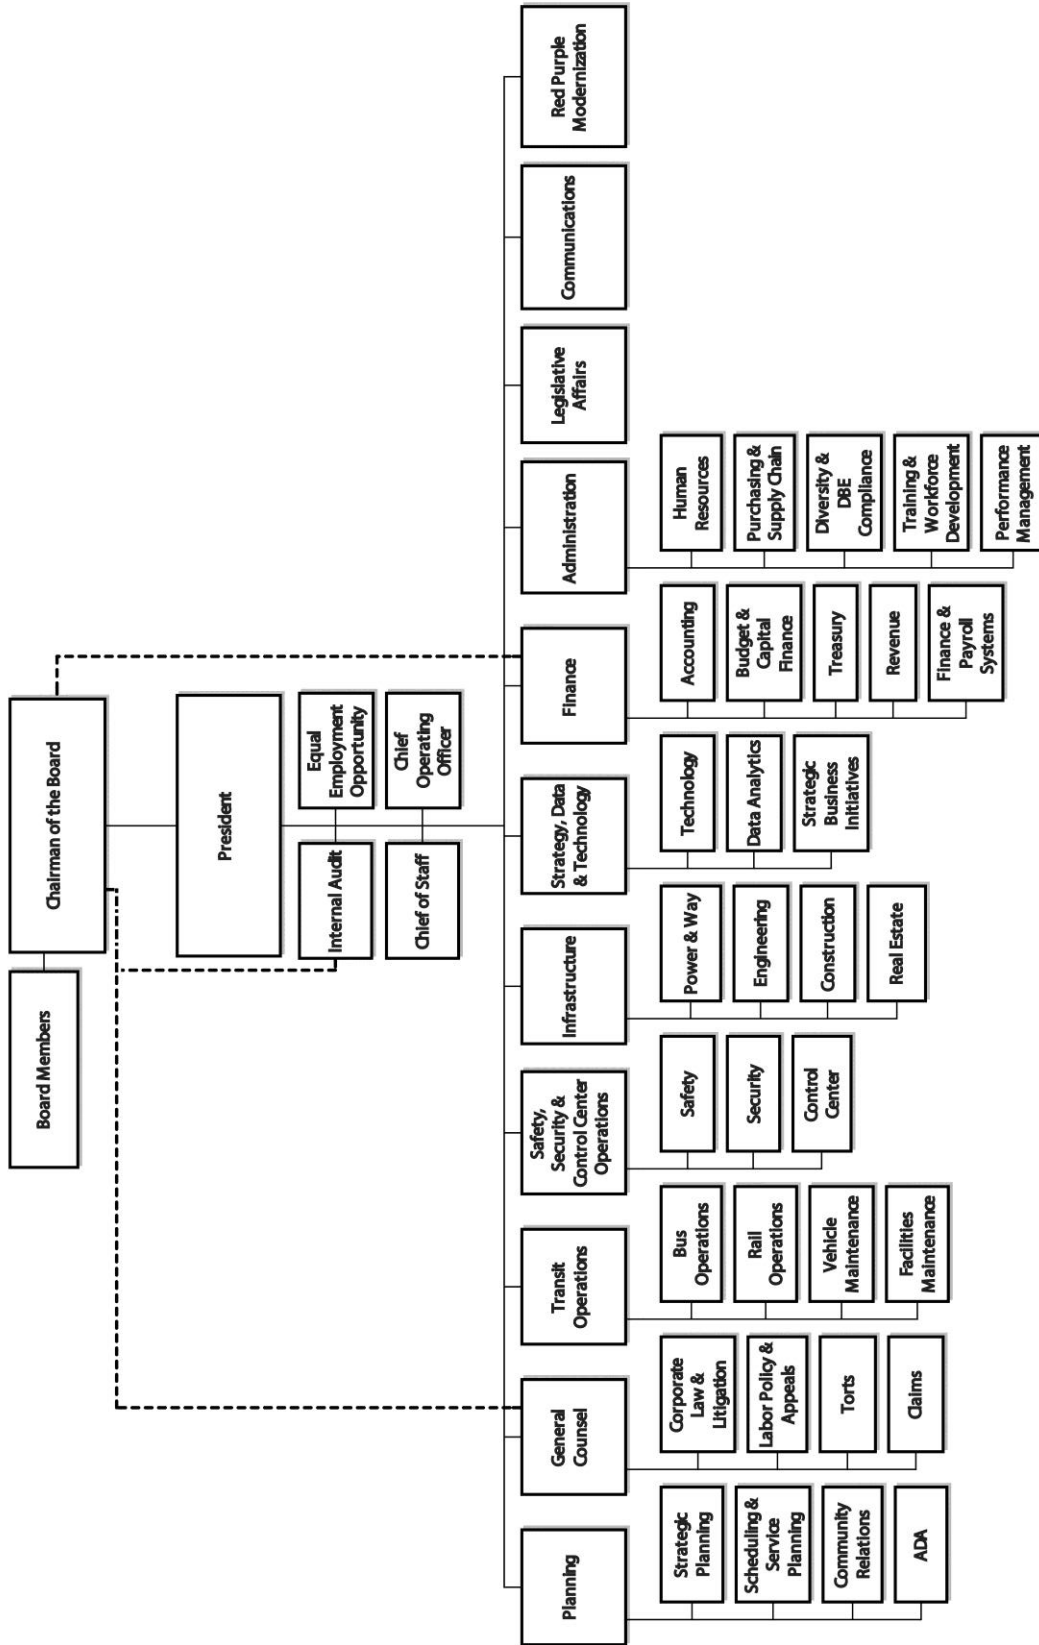 Board Members
Chairman of the Board
President
Internal Audit
Equal
Employment
Opportunity
Chief of Staff
Chief
Operating
Officer
Planning
General
Counsel
Transit
Operations
Safety,
Security &
Control Center
Operations
Infrastructure
Strategy, Data
& Technology
Finance
Administration
Legislative
Affairs
Communications
Red Purple
Modernization
Strategic
Planning
Scheduling &
Service
Planning
Community
Relations
ADA
Corporate
Law &
Litigation
Labor Policy &
Appeals
Torts
Claims
Bus
Operations
Rail
Operations
Vehicle
Maintenance
Facilities
Maintenance
Safety
Security
Control
Center
Power & Way
Engineering
Construction
Real Estate
Technology
Data Analytics
Strategic
Business
Initiatives
Accounting
Budget &
Capital
Finance
Treasury
Revenue
Finance &
Payroll
Systems
Human
Resources
Purchasing &
Supply Chain
Diversity &
DBE
Compliance
Training &
Workforce
Development
Performance
Management